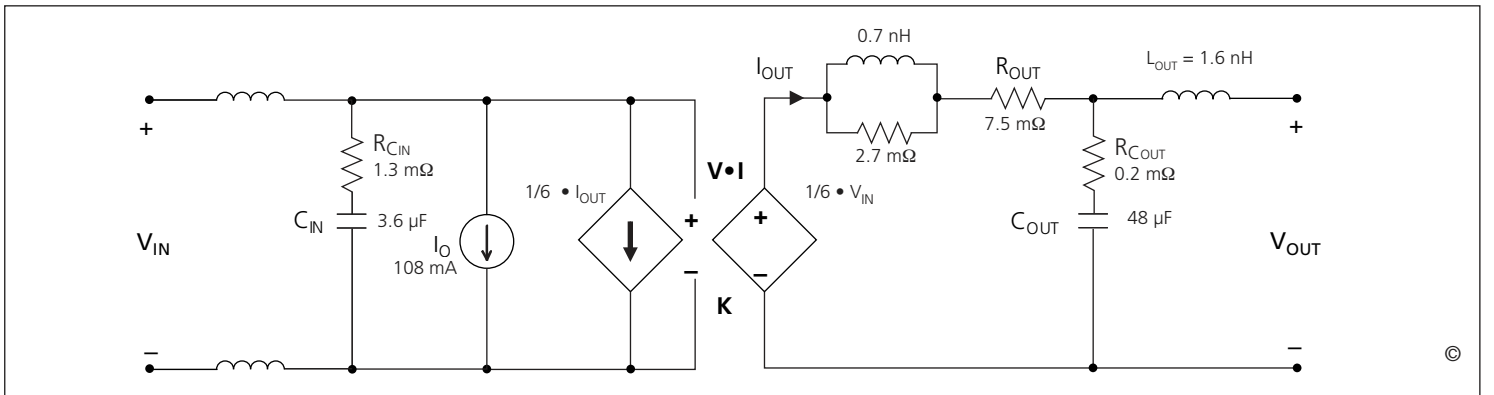 0.7 nH
I_OUT
R_OUT
L_OUT = 1.6 nH
+
7.5 mΩ
+
R_CIN
1.3 mΩ
2.7 mΩ
R_COUT
0.2 mΩ
V•I
1/6 • I_OUT
1/6 • V_IN
C_IN
3.6 µF
+
+
C_OUT
48 µF
V_IN
I_O
108 mA
V_OUT
–
–
K
–
–
©